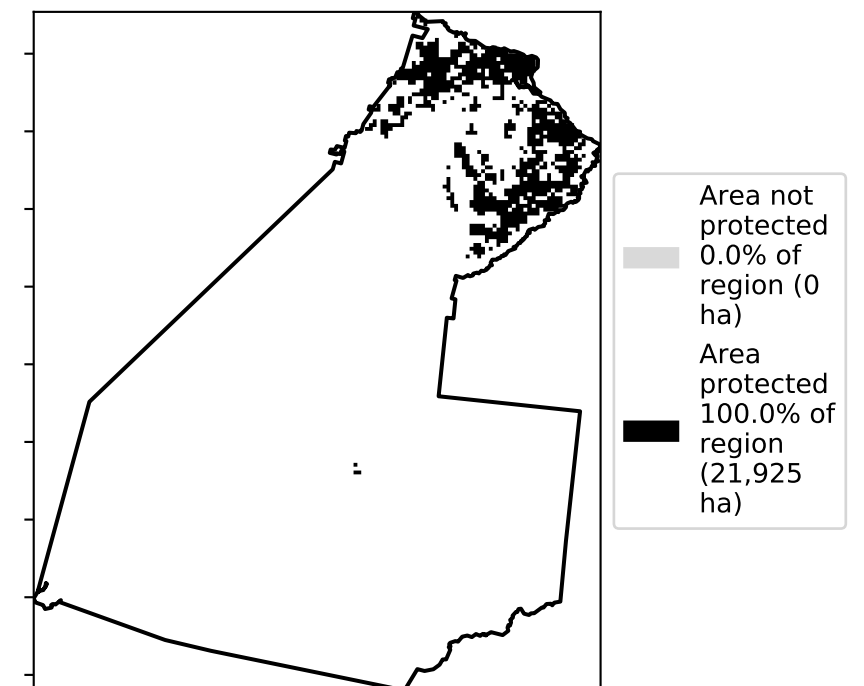 Area not
protected
0.0% of
region (0
ha)
Area
protected
100.0% of
region
(21,925
ha)